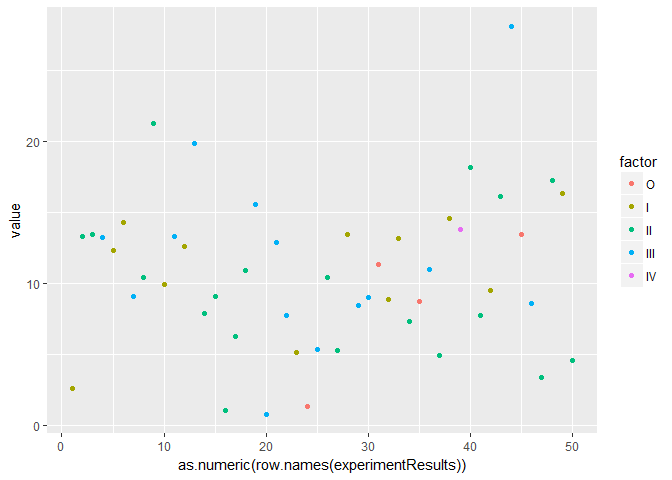 20
10
0
value
0 10 20 30 40 50
as.numeric(row.names(experimentResults))
factor
O
I
II
III
IV